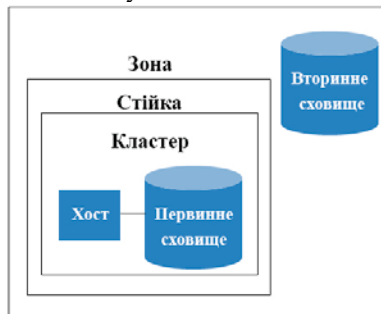 Зона
Вторинне
сховище
Стійка
Кластер
Хост
Первинне
сховище